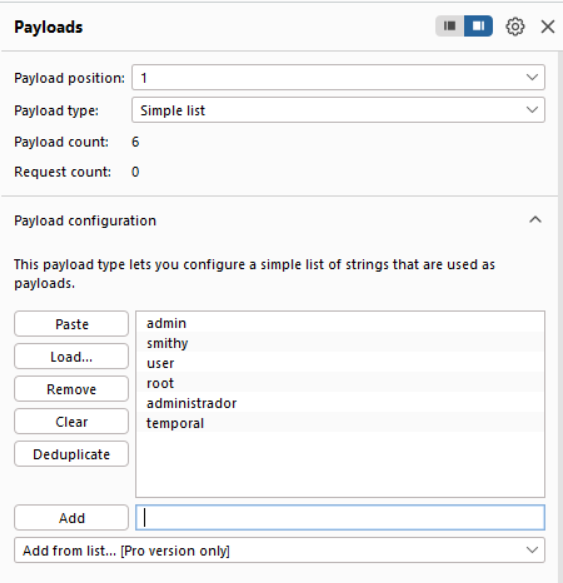 Payloads
Payload position: 1
Payload type: Simple list
Payload count: 6
Request count: 0
Payload configuration
This payload type lets you configure a simple list of strings that are used as
payloads.
Paste
Load...
Remove
Clear
Deduplicate
admin
smithy
user
root
administrador
temporal
Add
Add from list... [Pro version only]